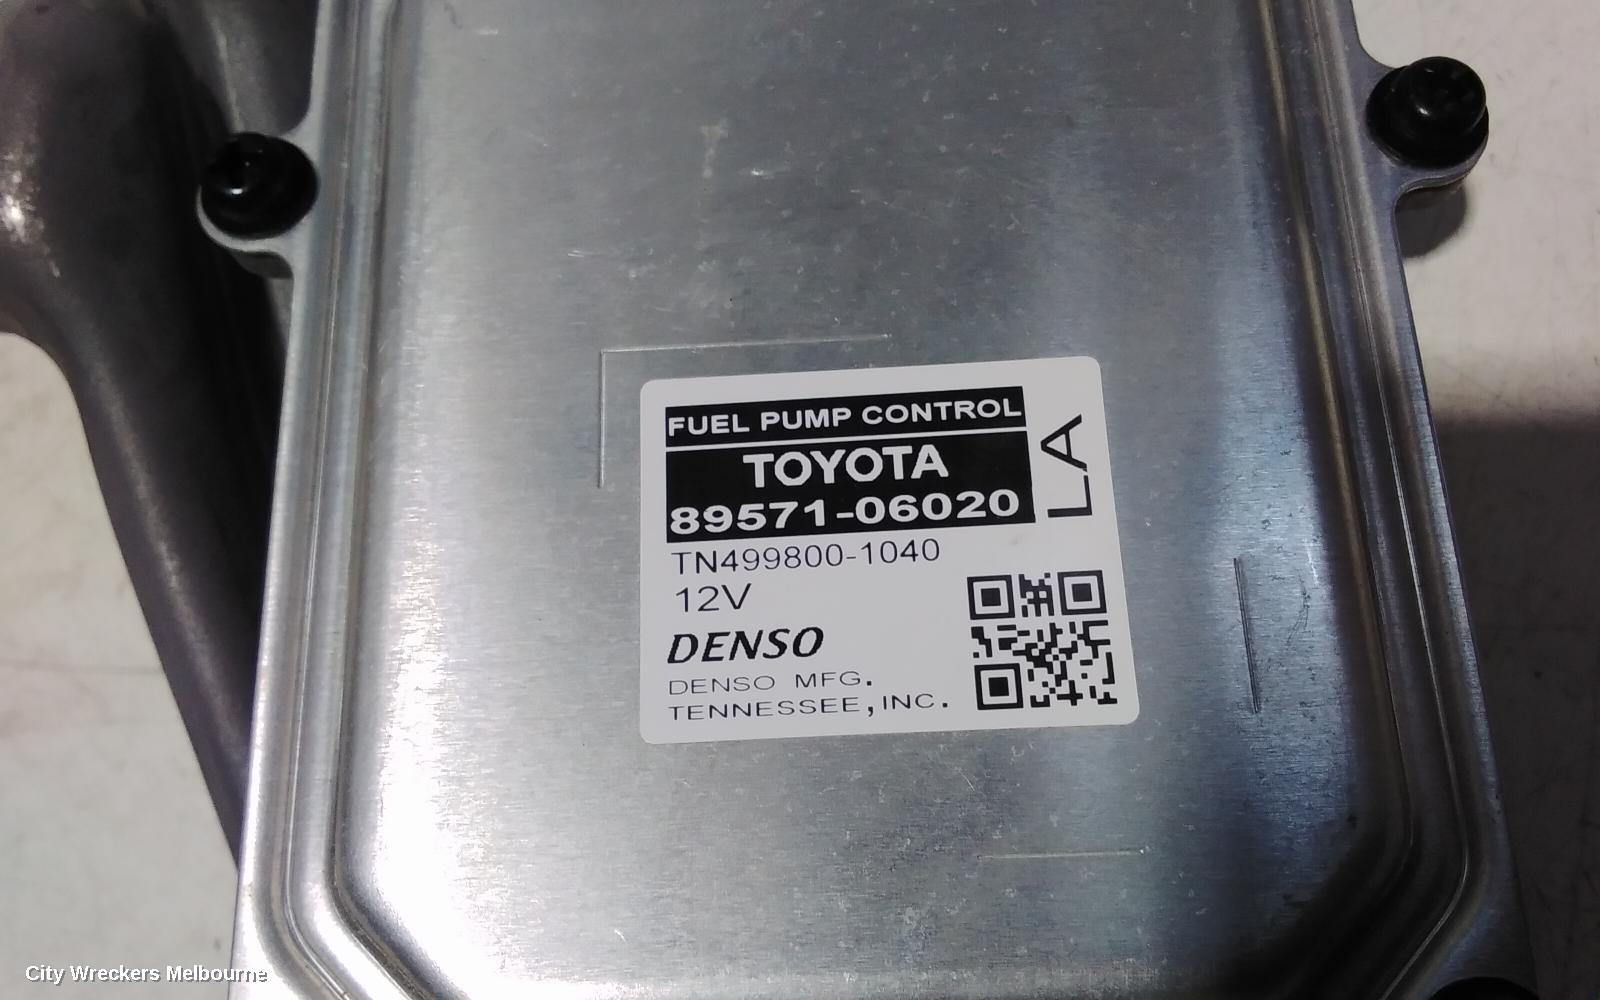 FUEL PUMP CONTROL
TOYOTA
89571-06020
LA
TN499800-1040
12V
DENSO
DENSO MFG.
TENNESSEE,INC.
City Wreckers Melbourne